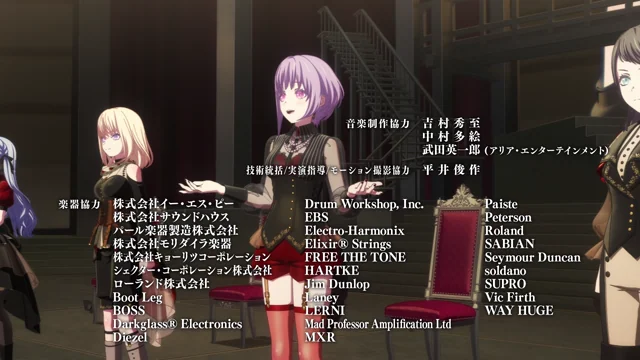 音楽制作協力 吉村秀至
中村多絵
武田英一郎(アリア・エンターテインメント)
技術統括/実演指導/モーション撮影協力 平井俊作
楽器協力 株式会社イー・エス・ピー
株式会社サウンドハウス
パール楽器製造株式会社
株式会社モリダイラ楽器
株式会社キョーリツコーポレーション
シェクター・コーポレーション株式会社
ローランド株式会社
Boot Leg
BOSS
Darkglass® Electronics
Diezel
Drum Workshop, Inc.
EBS
Electro-Harmonix
Elixir® Strings
FREE THE TONE
HARTKE
Jim Dunlop
Laney
LERNI
Mad Professor Amplification Ltd
MXR
Paiste
Peterson
Roland
SABIAN
Seymour Duncan
soldano
SUPRO
Vic Firth
WAY HUGE